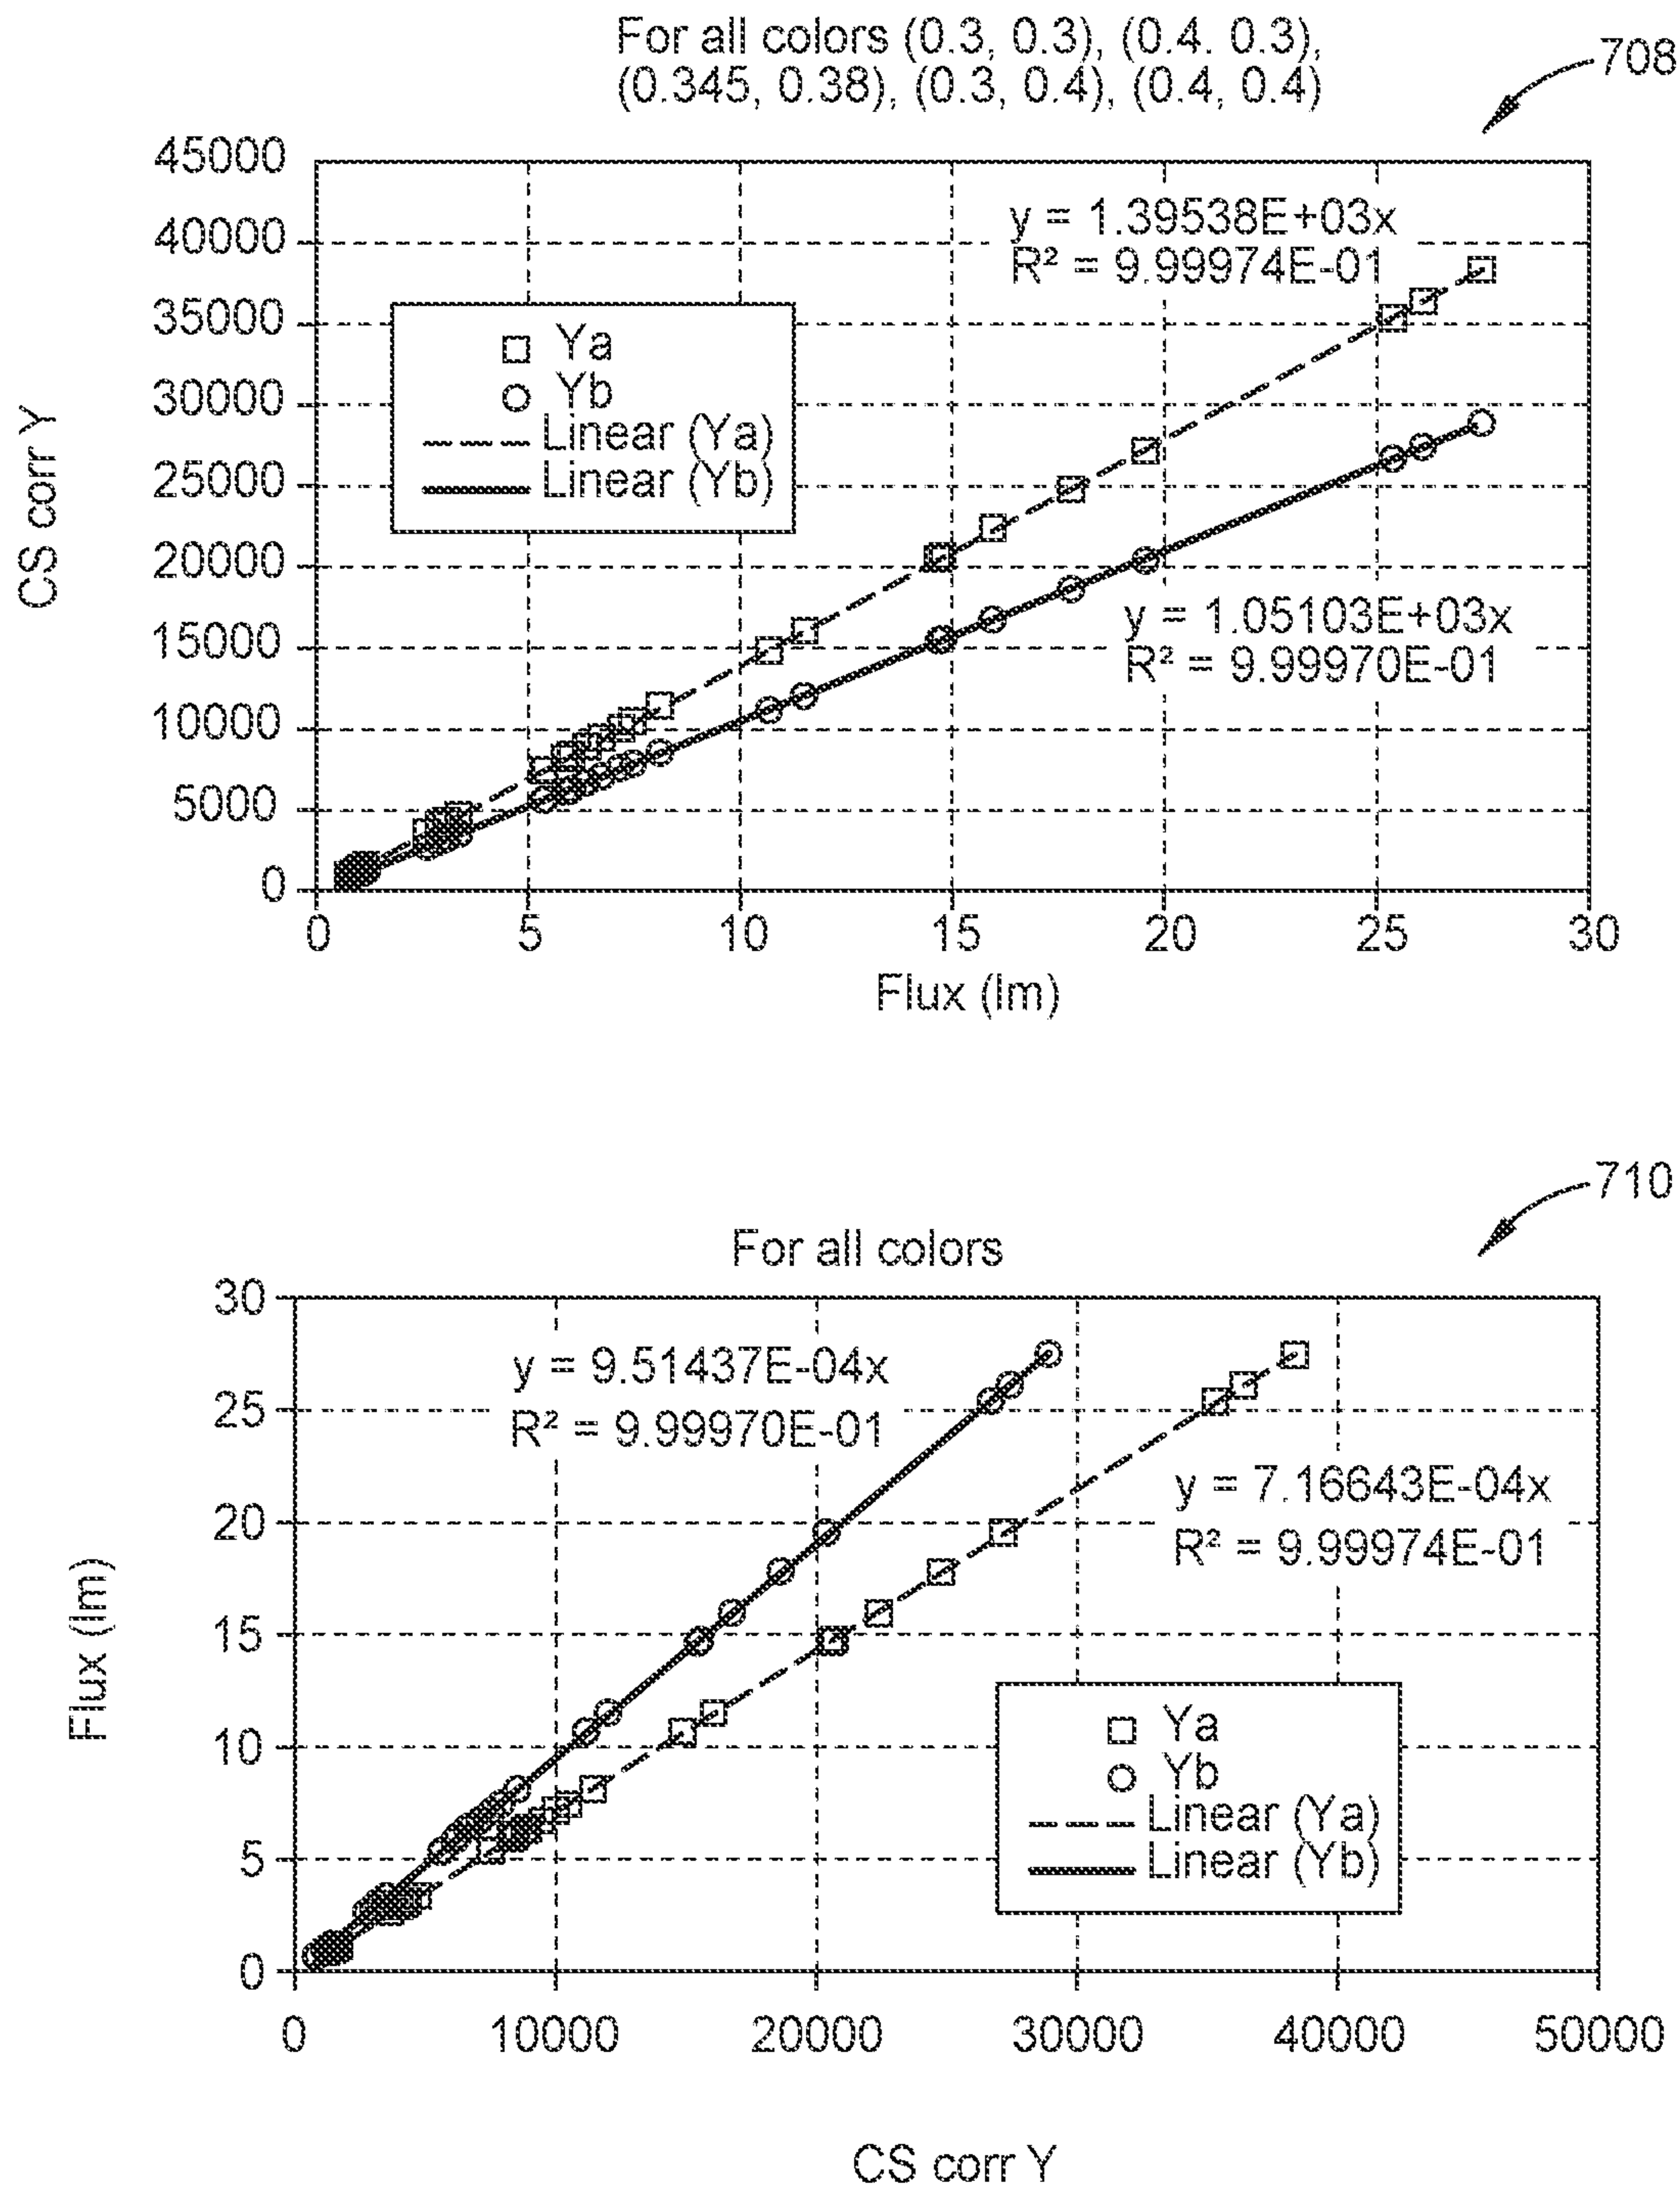 For all colors (0.3, 0.3), (0.4. 0.3),
(0.345, 0.38), (0.3, 0.4), (0.4, 0.4)
708
45000
40000
35000
30000
25000
20000
15000
10000
5000
0
CS corr Y
y = 1.39538E+03x
R² = 9.99974E-01
Ya
Yb
Linear (Ya)
Linear (Yb)
y = 1.05103E+03x
R² = 9.99970E-01
0 5 10 15 20 25 30
Flux (lm)
710
For all colors
30
25
20
15
10
5
0
Flux (lm)
y = 9.51437E-04x
R² = 9.99970E-01
y = 7.16643E-04x
R² = 9.99974E-01
Ya
Yb
Linear (Ya)
Linear (Yb)
0 10000 20000 30000 40000 50000
CS corr Y